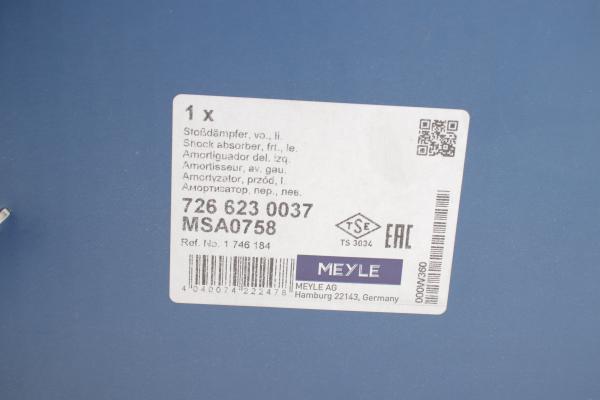 1 x
Stoßdämpfer, vo., li.
Shock absorber, frt., le.
Amortiguador del. izq.
Amortisseur, av. gau.
Amortyzator, przód, l.
Амортизатор, пер., лев.
726 623 0037
MSA0758
Ref. No. 1 746 184
TSE
TS 3034
EAC
MEYLE
MEYLE AG
Hamburg 22143, Germany
4 040074 222478
000W360